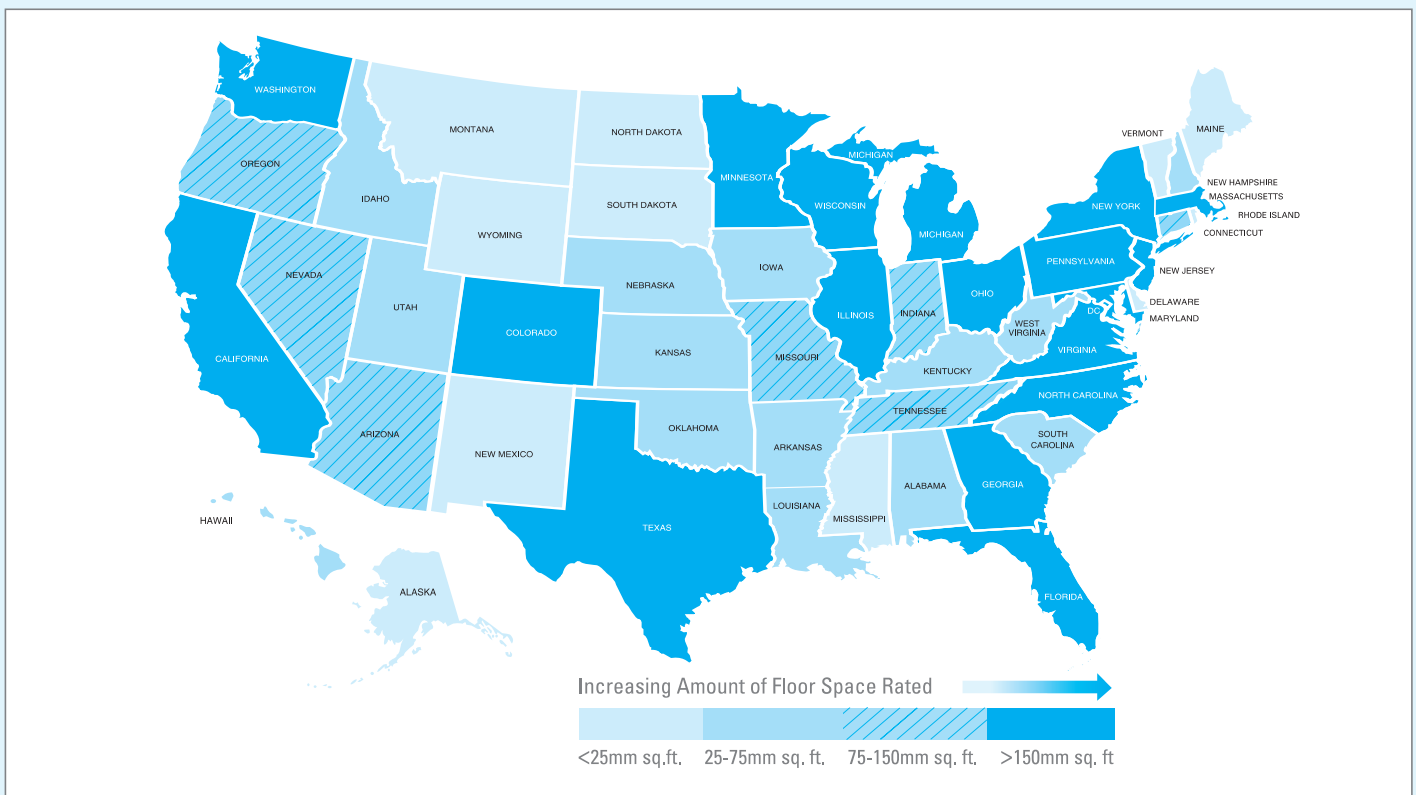 WASHINGTON
OREGON
CALIFORNIA
NEVADA
IDAHO
MONTANA
WYOMING
UTAH
ARIZONA
COLORADO
NEW MEXICO
NORTH DAKOTA
SOUTH DAKOTA
NEBRASKA
KANSAS
OKLAHOMA
TEXAS
MINNESOTA
IOWA
MISSOURI
ARKANSAS
LOUISIANA
WISCONSIN
ILLINOIS
MICHIGAN
MICHIGAN
INDIANA
OHIO
KENTUCKY
TENNESSEE
MISSISSIPPI
ALABAMA
GEORGIA
FLORIDA
SOUTH
CAROLINA
NORTH CAROLINA
VIRGINIA
WEST
VIRGINIA
DC
PENNSYLVANIA
NEW YORK
VERMONT
MAINE
NEW HAMPSHIRE
MASSACHUSETTS
RHODE ISLAND
CONNECTICUT
NEW JERSEY
DELAWARE
MARYLAND
HAWAII
ALASKA
Increasing Amount of Floor Space Rated
<25mm sq.ft. 25-75mm sq. ft. 75-150mm sq. ft. >150mm sq. ft